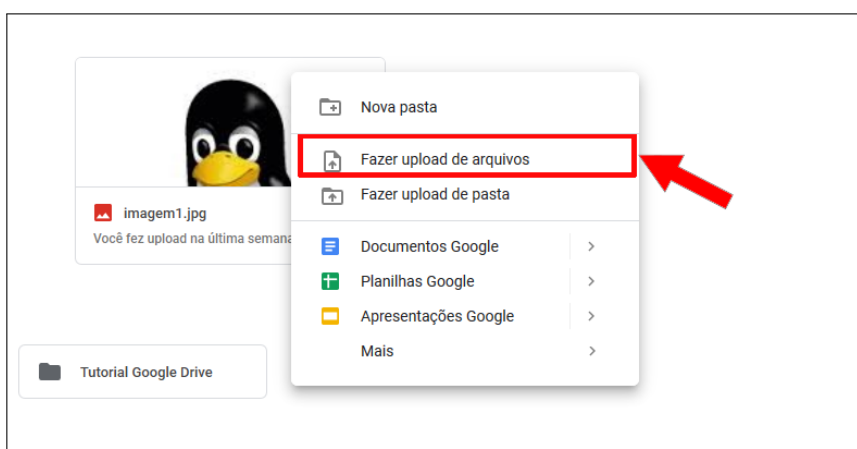 Nova pasta
Fazer upload de arquivos
Fazer upload de pasta
imagem1.jpg
Você fez upload na última semana
Documentos Google
Planilhas Google
Apresentações Google
Mais
Tutorial Google Drive